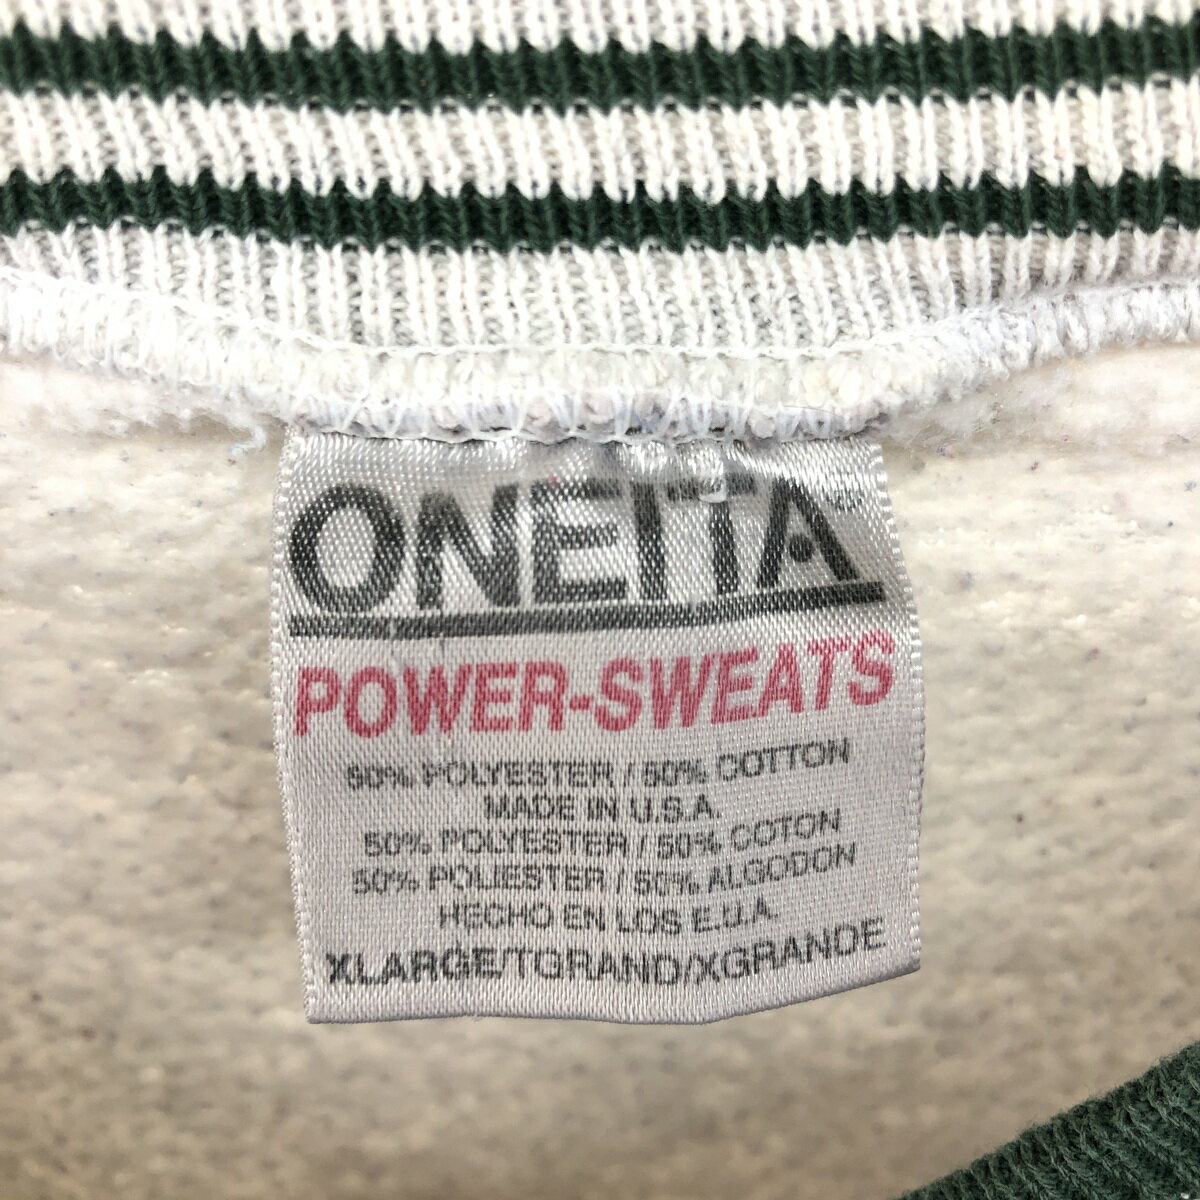 ONEITA®
POWER-SWEATS
50% POLYESTER / 50% COTTON
MADE IN U.S.A.
50% POLYESTER / 50% COTON
50% POLIESTER / 50% ALGODON
HECHO EN LOS E.U.A.
XLARGE/TGRAND/XGRANDE